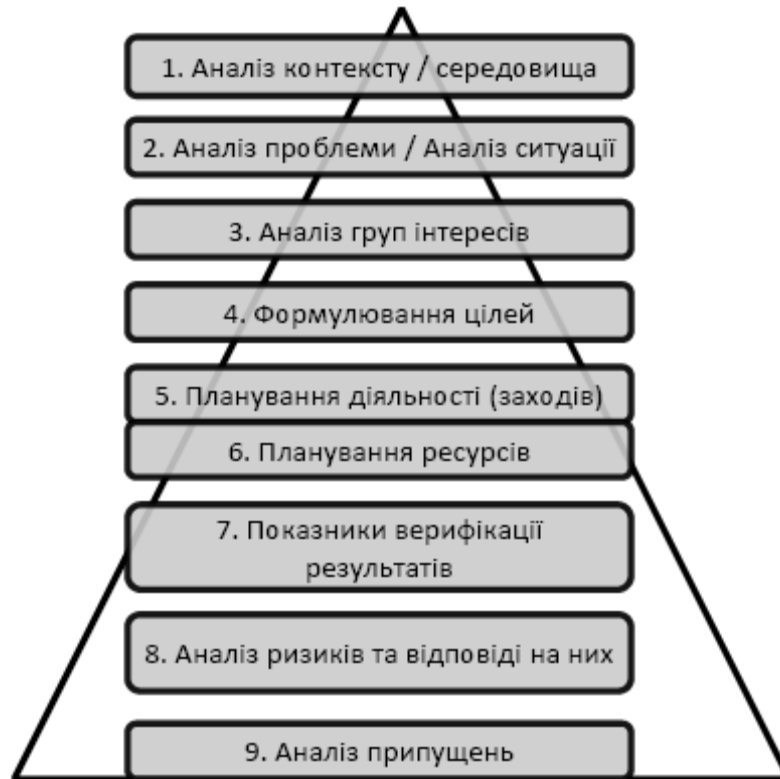 1. Аналіз контексту / середовища
2. Аналіз проблеми / Аналіз ситуації
3. Аналіз груп інтересів
4. Формулювання цілей
5. Планування діяльності (заходів)
6. Планування ресурсів
7. Показники верифікації
результатів
8. Аналіз ризиків та відповіді на них
9. Аналіз припущень